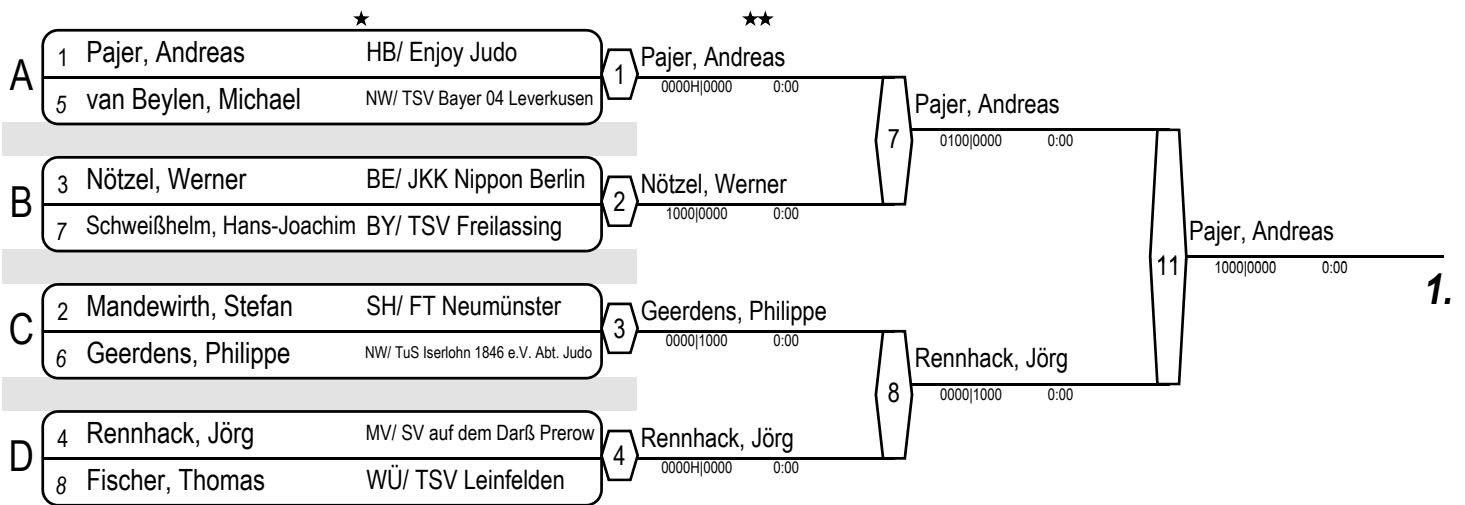 ★ ★★
A
1 Pajer, Andreas HB/ Enjoy Judo
5 van Beylen, Michael NW/ TSV Bayer 04 Leverkusen
1
Pajer, Andreas
0000H|0000 0:00
B
3 Nötzel, Werner BE/ JKK Nippon Berlin
7 Schweißhelm, Hans-Joachim BY/ TSV Freilassing
2
Nötzel, Werner
1000|0000 0:00
7
Pajer, Andreas
0100|0000 0:00
C
2 Mandewirth, Stefan SH/ FT Neumünster
6 Geerdens, Philippe NW/ TuS Iserlohn 1846 e.V. Abt. Judo
3
Geerdens, Philippe
0000|1000 0:00
D
4 Rennhack, Jörg MV/ SV auf dem Darß Prerow
8 Fischer, Thomas WÜ/ TSV Leinfelden
4
Rennhack, Jörg
0000H|0000 0:00
8
Rennhack, Jörg
0000|1000 0:00
11
Pajer, Andreas
1000|0000 0:00
1.